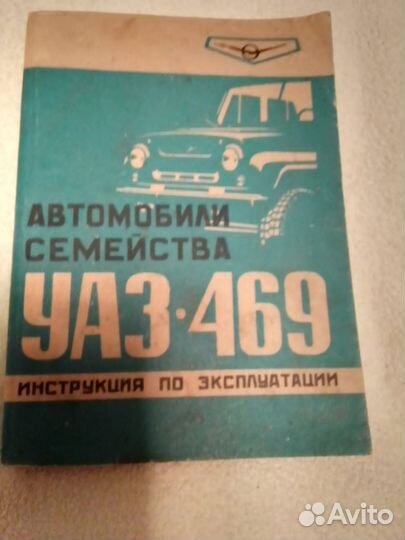 АВТОМОБИЛИ
СЕМЕЙСТВА
УАЗ·469
ИНСТРУКЦИЯ ПО ЭКСПЛУАТАЦИИ
Avito